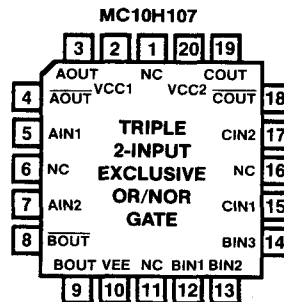 MC10H107
3 2 1 20 19
AOUT VCC1 NC VCC2 COUT
4 AOUT COUT 18
5 AIN1 CIN2 17
6 NC NC 16
7 AIN2 CIN1 15
8 BOUT BIN3 14
TRIPLE
2-INPUT
EXCLUSIVE
OR/NOR
GATE
BOUT VEE NC BIN1 BIN2
9 10 11 12 13